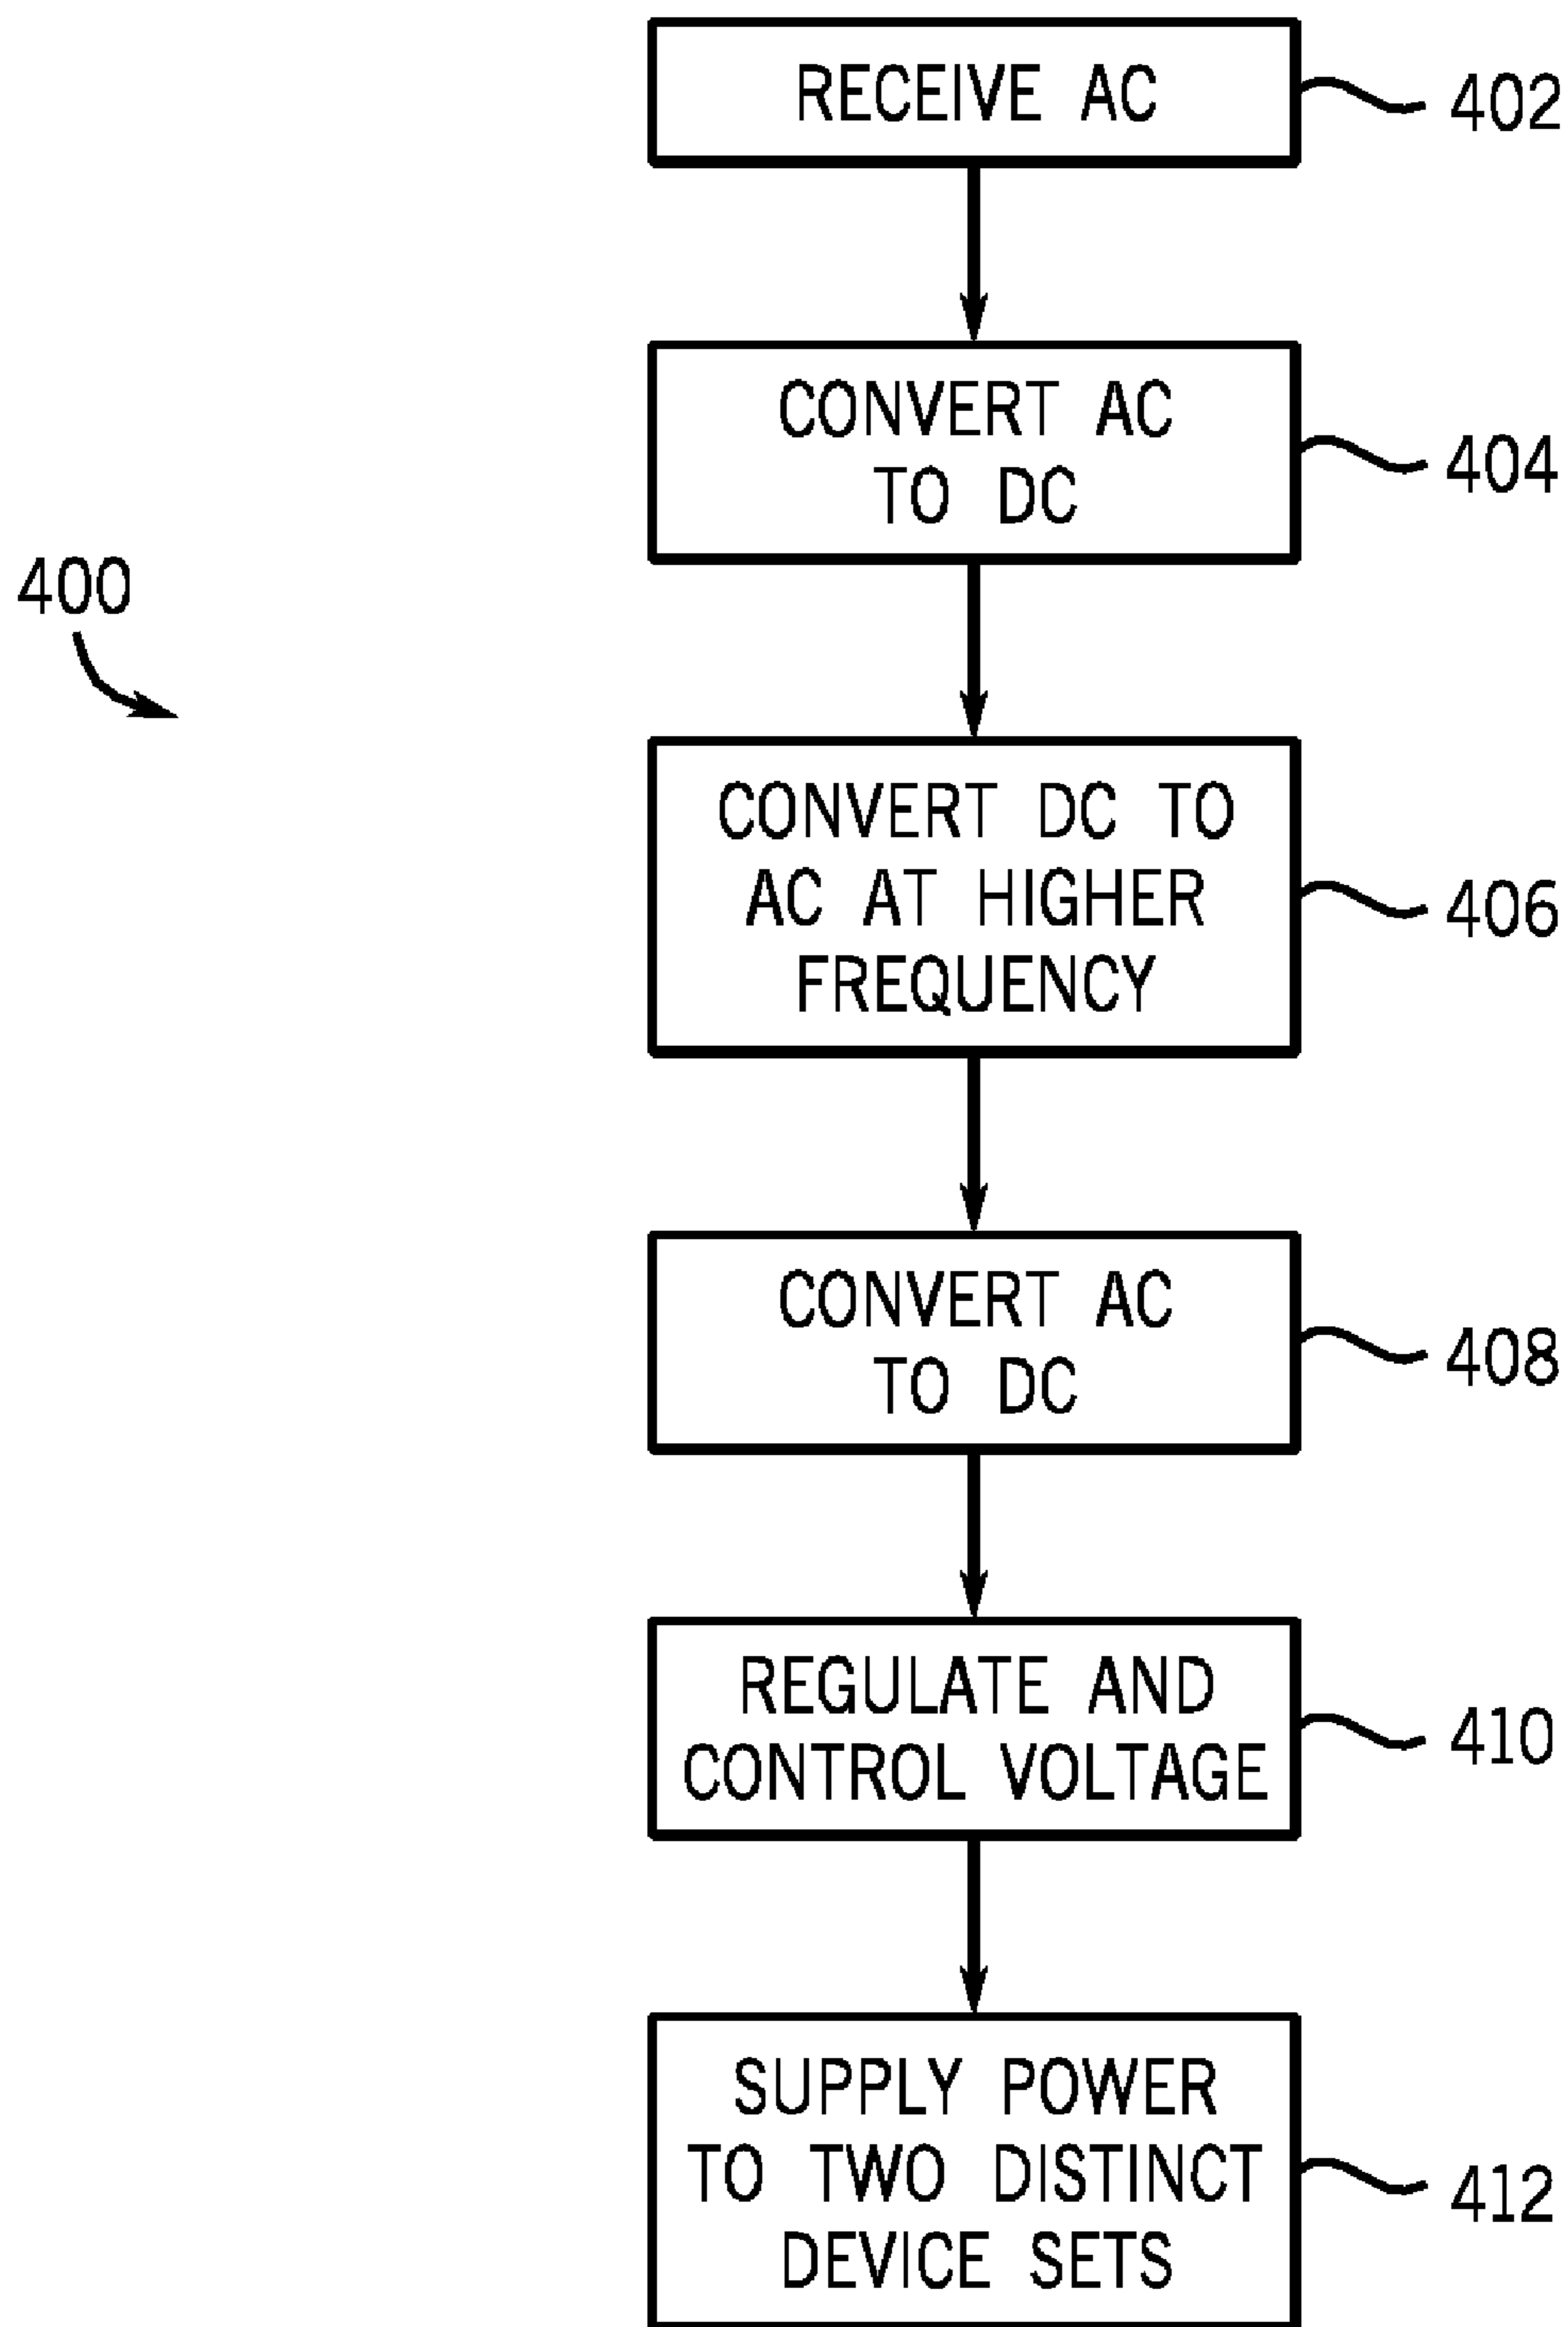 RECEIVE AC
402
CONVERT AC
TO DC
404
400
CONVERT DC TO
AC AT HIGHER
FREQUENCY
406
CONVERT AC
TO DC
408
REGULATE AND
CONTROL VOLTAGE
410
SUPPLY POWER
TO TWO DISTINCT
DEVICE SETS
412